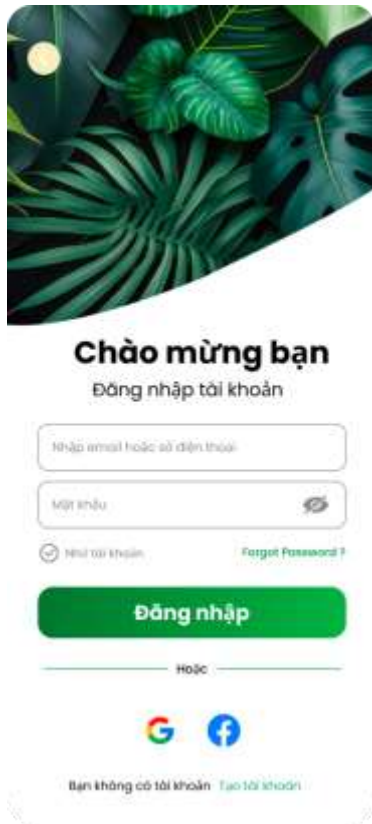 Chào mừng bạn
Đăng nhập tài khoản
Nhập email hoặc số điện thoại
Mật khẩu
Nhớ tài khoản
Forgot Password ?
Đăng nhập
Hoặc
Bạn không có tài khoản Tạo tài khoản